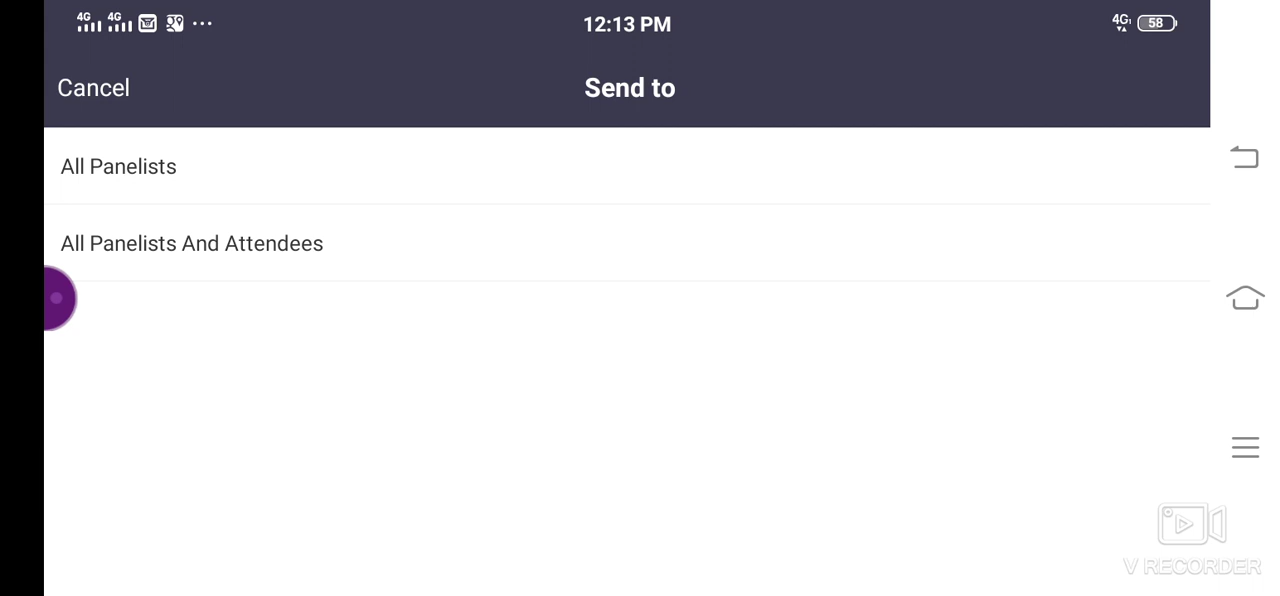 4G 4G 12:13 PM 4G 58
Cancel Send to
All Panelists
All Panelists And Attendees
V RECORDER